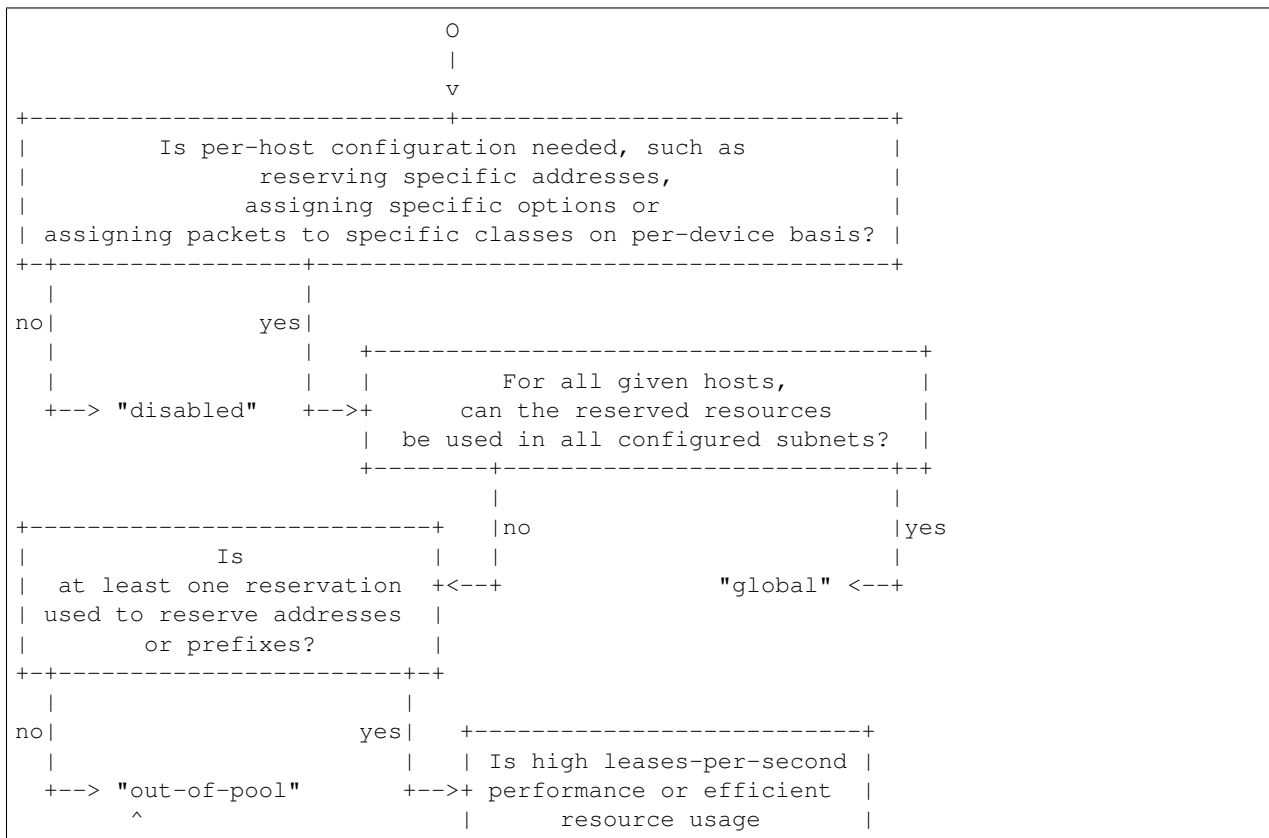 O
                              |
                              v
+-----------------------------+------------------------------+
|         Is per-host configuration needed, such as          |
|                reserving specific addresses,               |
|               assigning specific options or                |
| assigning packets to specific classes on per-device basis? |
+-+-----------------+----------------------------------------+
  |                 |
no|              yes|
  |                 |   +--------------------------------------+
  |                 |   |         For all given hosts,         |
  +--> "disabled"   +-->+      can the reserved resources      |
                        |  be used in all configured subnets?  |
                        +--------+---------------------------+-+
                                 |                           |
+----------------------------+   |no                         |yes
|             Is             |   |                           |
|  at least one reservation  +<--+               "global" <--+
| used to reserve addresses  |
|        or prefixes?        |
+-+------------------------+-+
  |                        |
no|                     yes|   +---------------------------+
  |                        |   | Is high leases-per-second |
  +--> "out-of-pool"       +-->+ performance or efficient  |
        ^                      |      resource usage       |